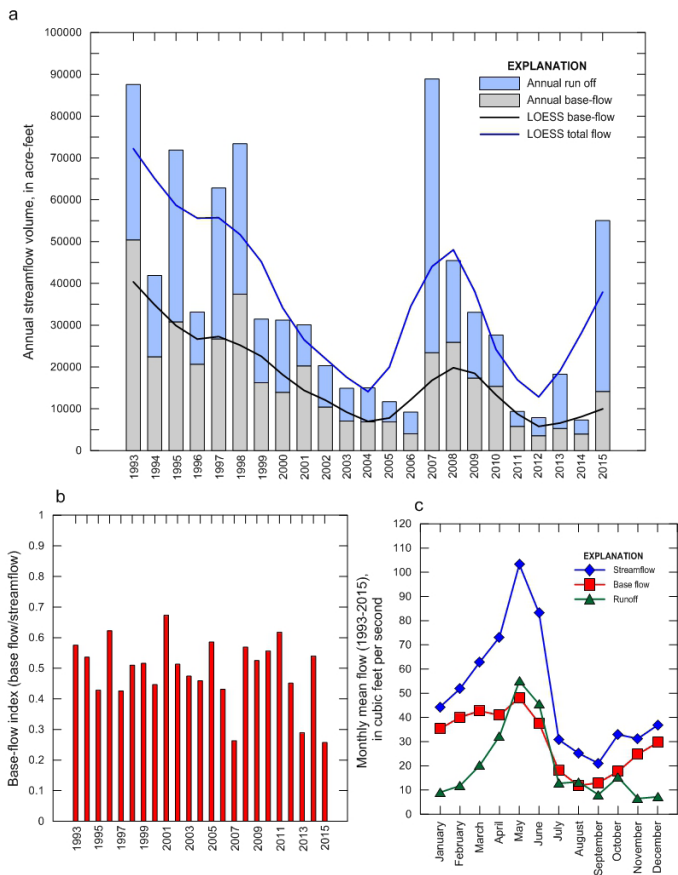 a
100000
90000
80000
70000
60000
50000
40000
30000
20000
10000
0
Annual streamflow volume, in acre-feet
EXPLANATION
Annual run off
Annual base-flow
LOESS base-flow
LOESS total flow
1993 1994 1995 1996 1997 1998 1999 2000 2001 2002 2003 2004 2005 2006 2007 2008 2009 2010 2011 2012 2013 2014 2015
b
1
0.9
0.8
0.7
0.6
0.5
0.4
0.3
0.2
0.1
0
Base-flow index (base flow/streamflow)
1993 1995 1997 1999 2001 2003 2005 2007 2009 2011 2013 2015
c
120
110
100
90
80
70
60
50
40
30
20
10
0
Monthly mean flow (1993-2015),
in cubic feet per second
EXPLANATION
Streamflow
Base flow
Runoff
January February March April May June July August September October November December